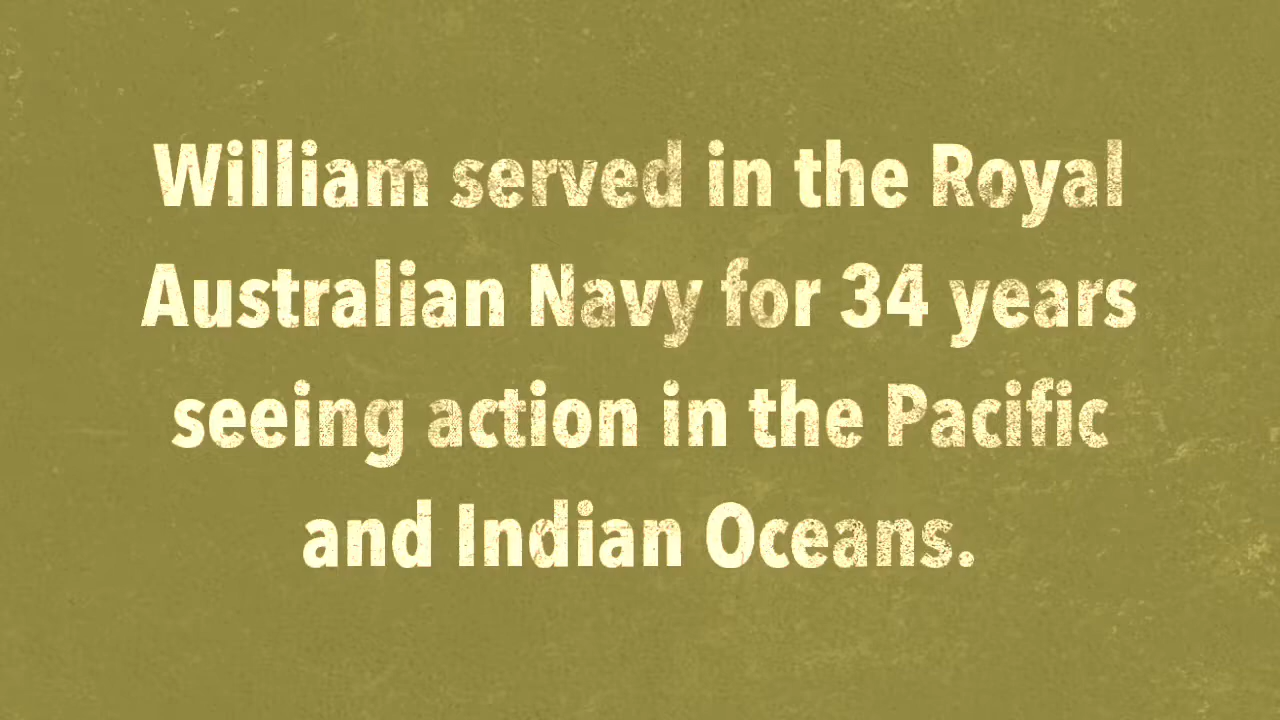 William served in the Royal
Australian Navy for 34 years
seeing action in the Pacific
and Indian Oceans.